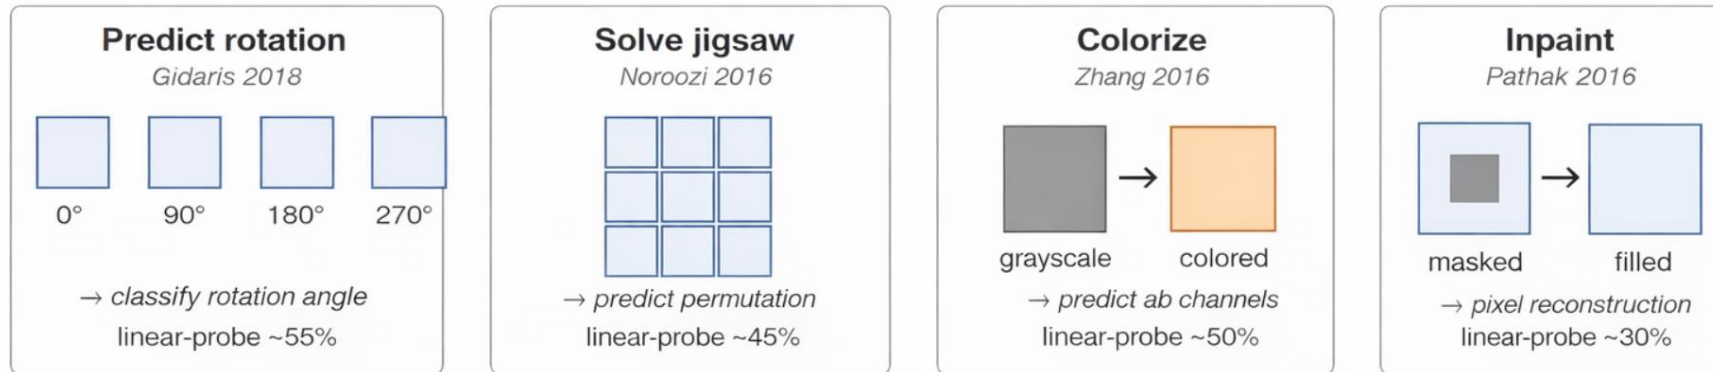 Predict rotation
Gidaris 2018
0° 90° 180° 270°
→ classify rotation angle
linear-probe ~55%
Solve jigsaw
Noroozi 2016
→ predict permutation
linear-probe ~45%
Colorize
Zhang 2016
grayscale colored
→ predict ab channels
linear-probe ~50%
Inpaint
Pathak 2016
masked filled
→ pixel reconstruction
linear-probe ~30%